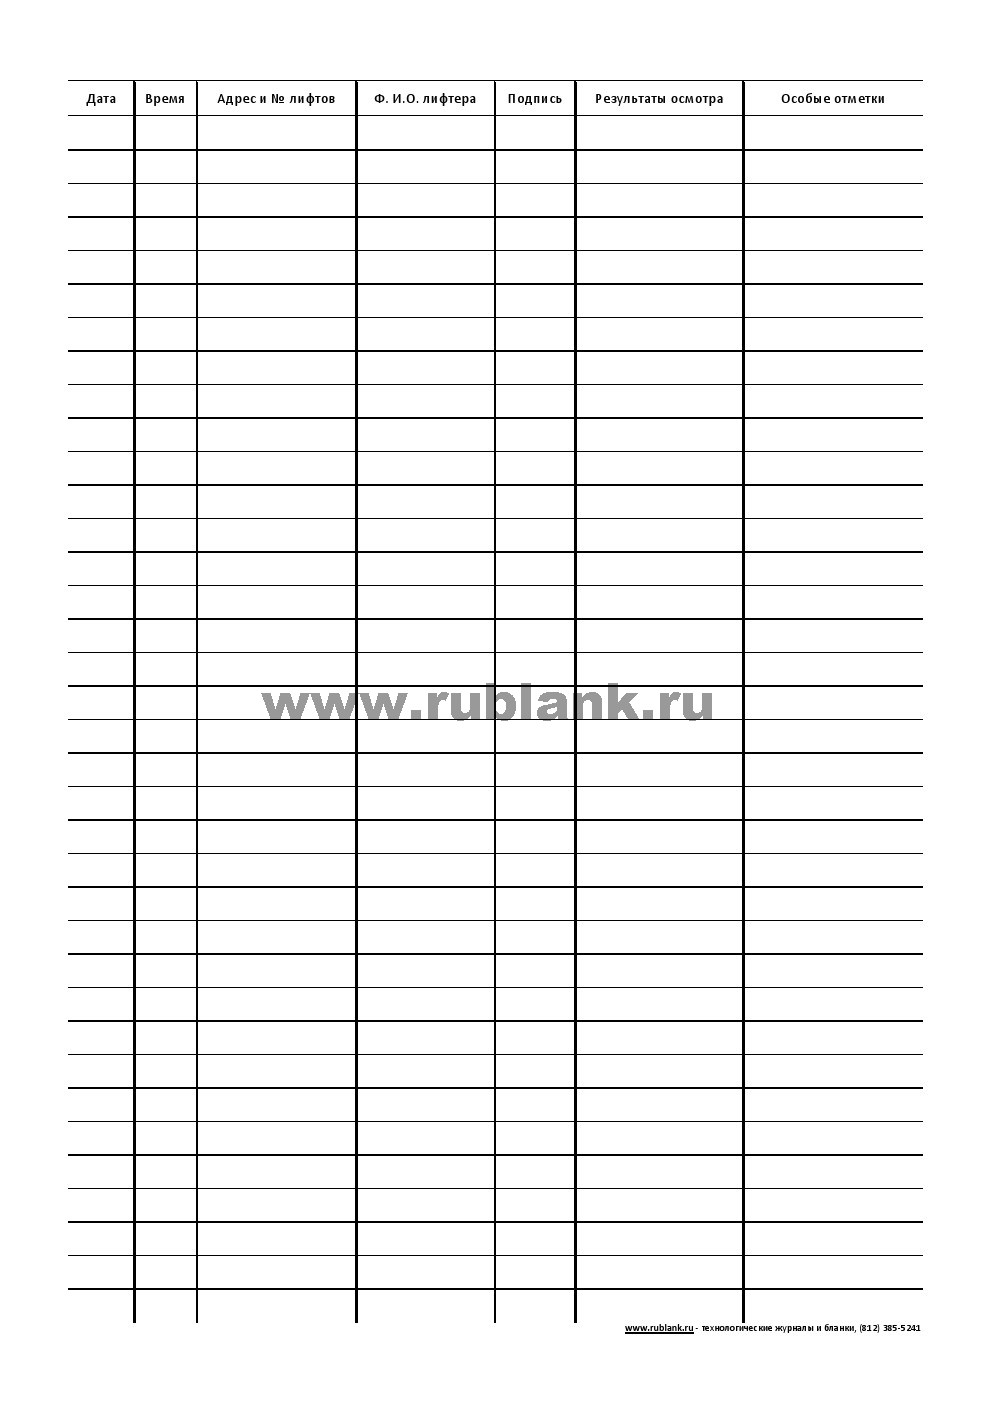 Дата Время Адрес и № лифтов Ф. И.О. лифтера Подпись Результаты осмотра Особые отметки
www.rublank.ru
www.rublank.ru - технологические журналы и бланки, (812) 385-5241